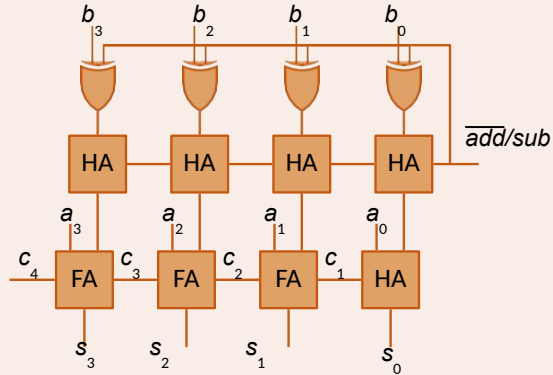 b3 b2 b1 b0
add/sub
HA HA HA HA
a3 a2 a1 a0
c4 c3 c2 c1
FA FA FA HA
s3 s2 s1 s0